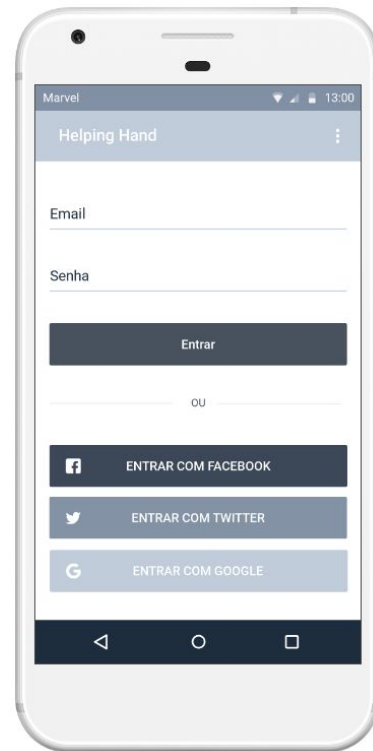 Marvel 13:00
Helping Hand
Email
Senha
Entrar
OU
ENTRAR COM FACEBOOK
ENTRAR COM TWITTER
ENTRAR COM GOOGLE